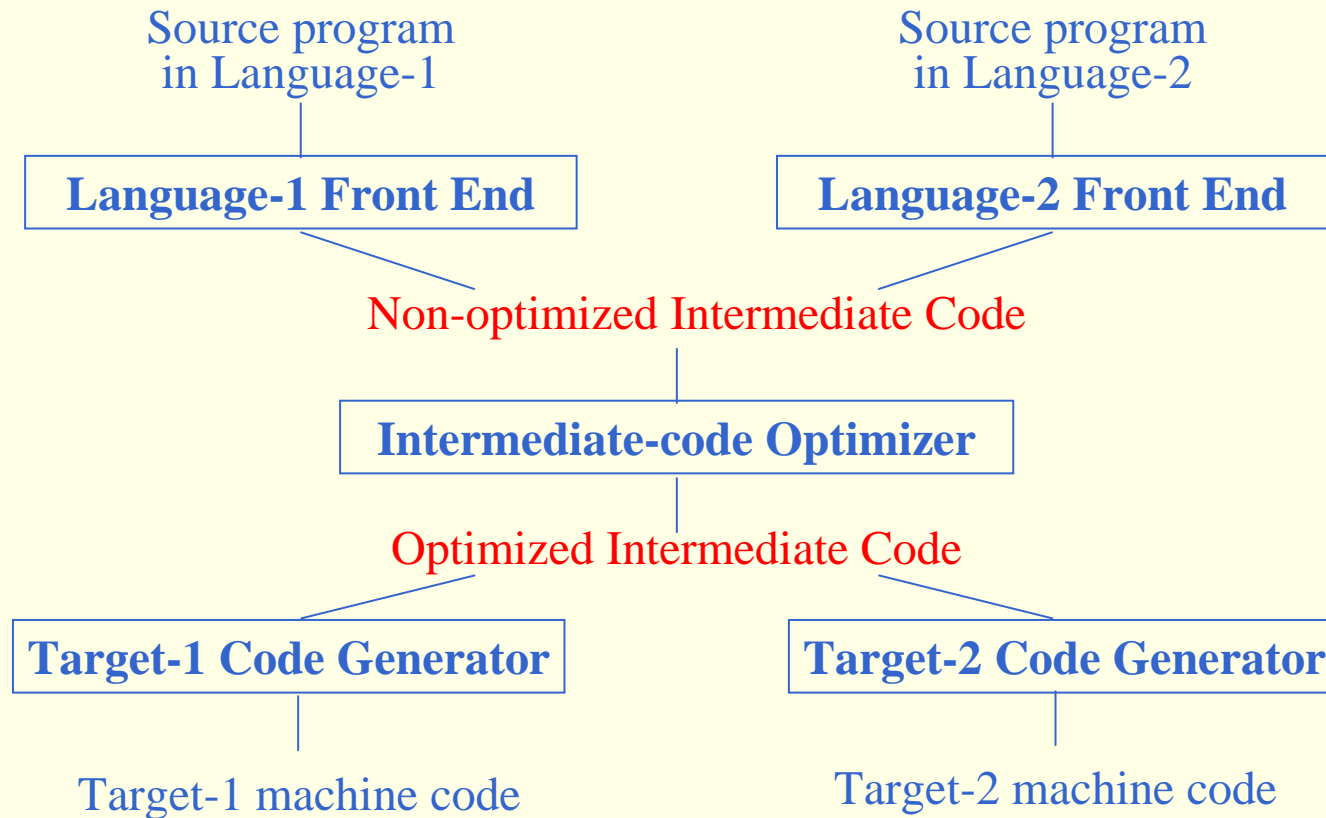 Source program
in Language-1
Source program
in Language-2
Language-1 Front End
Language-2 Front End
Non-optimized Intermediate Code
Intermediate-code Optimizer
Optimized Intermediate Code
Target-1 Code Generator
Target-2 Code Generator
Target-1 machine code
Target-2 machine code